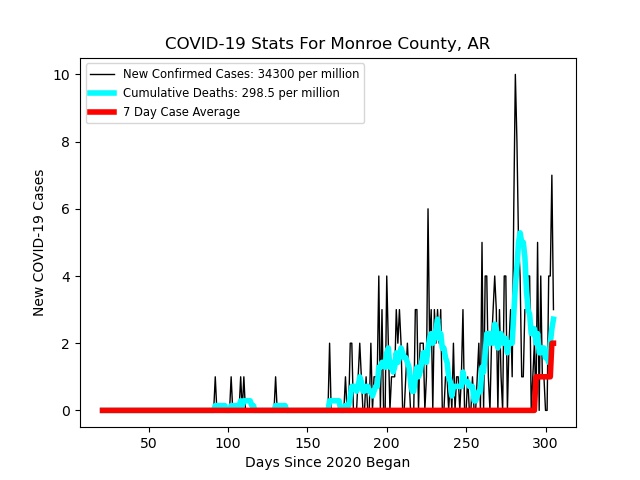 COVID-19 Stats For Monroe County, AR
New Confirmed Cases: 34300 per million
Cumulative Deaths: 298.5 per million
7 Day Case Average
New COVID-19 Cases
10
8
6
4
2
0
50 100 150 200 250 300
Days Since 2020 Began